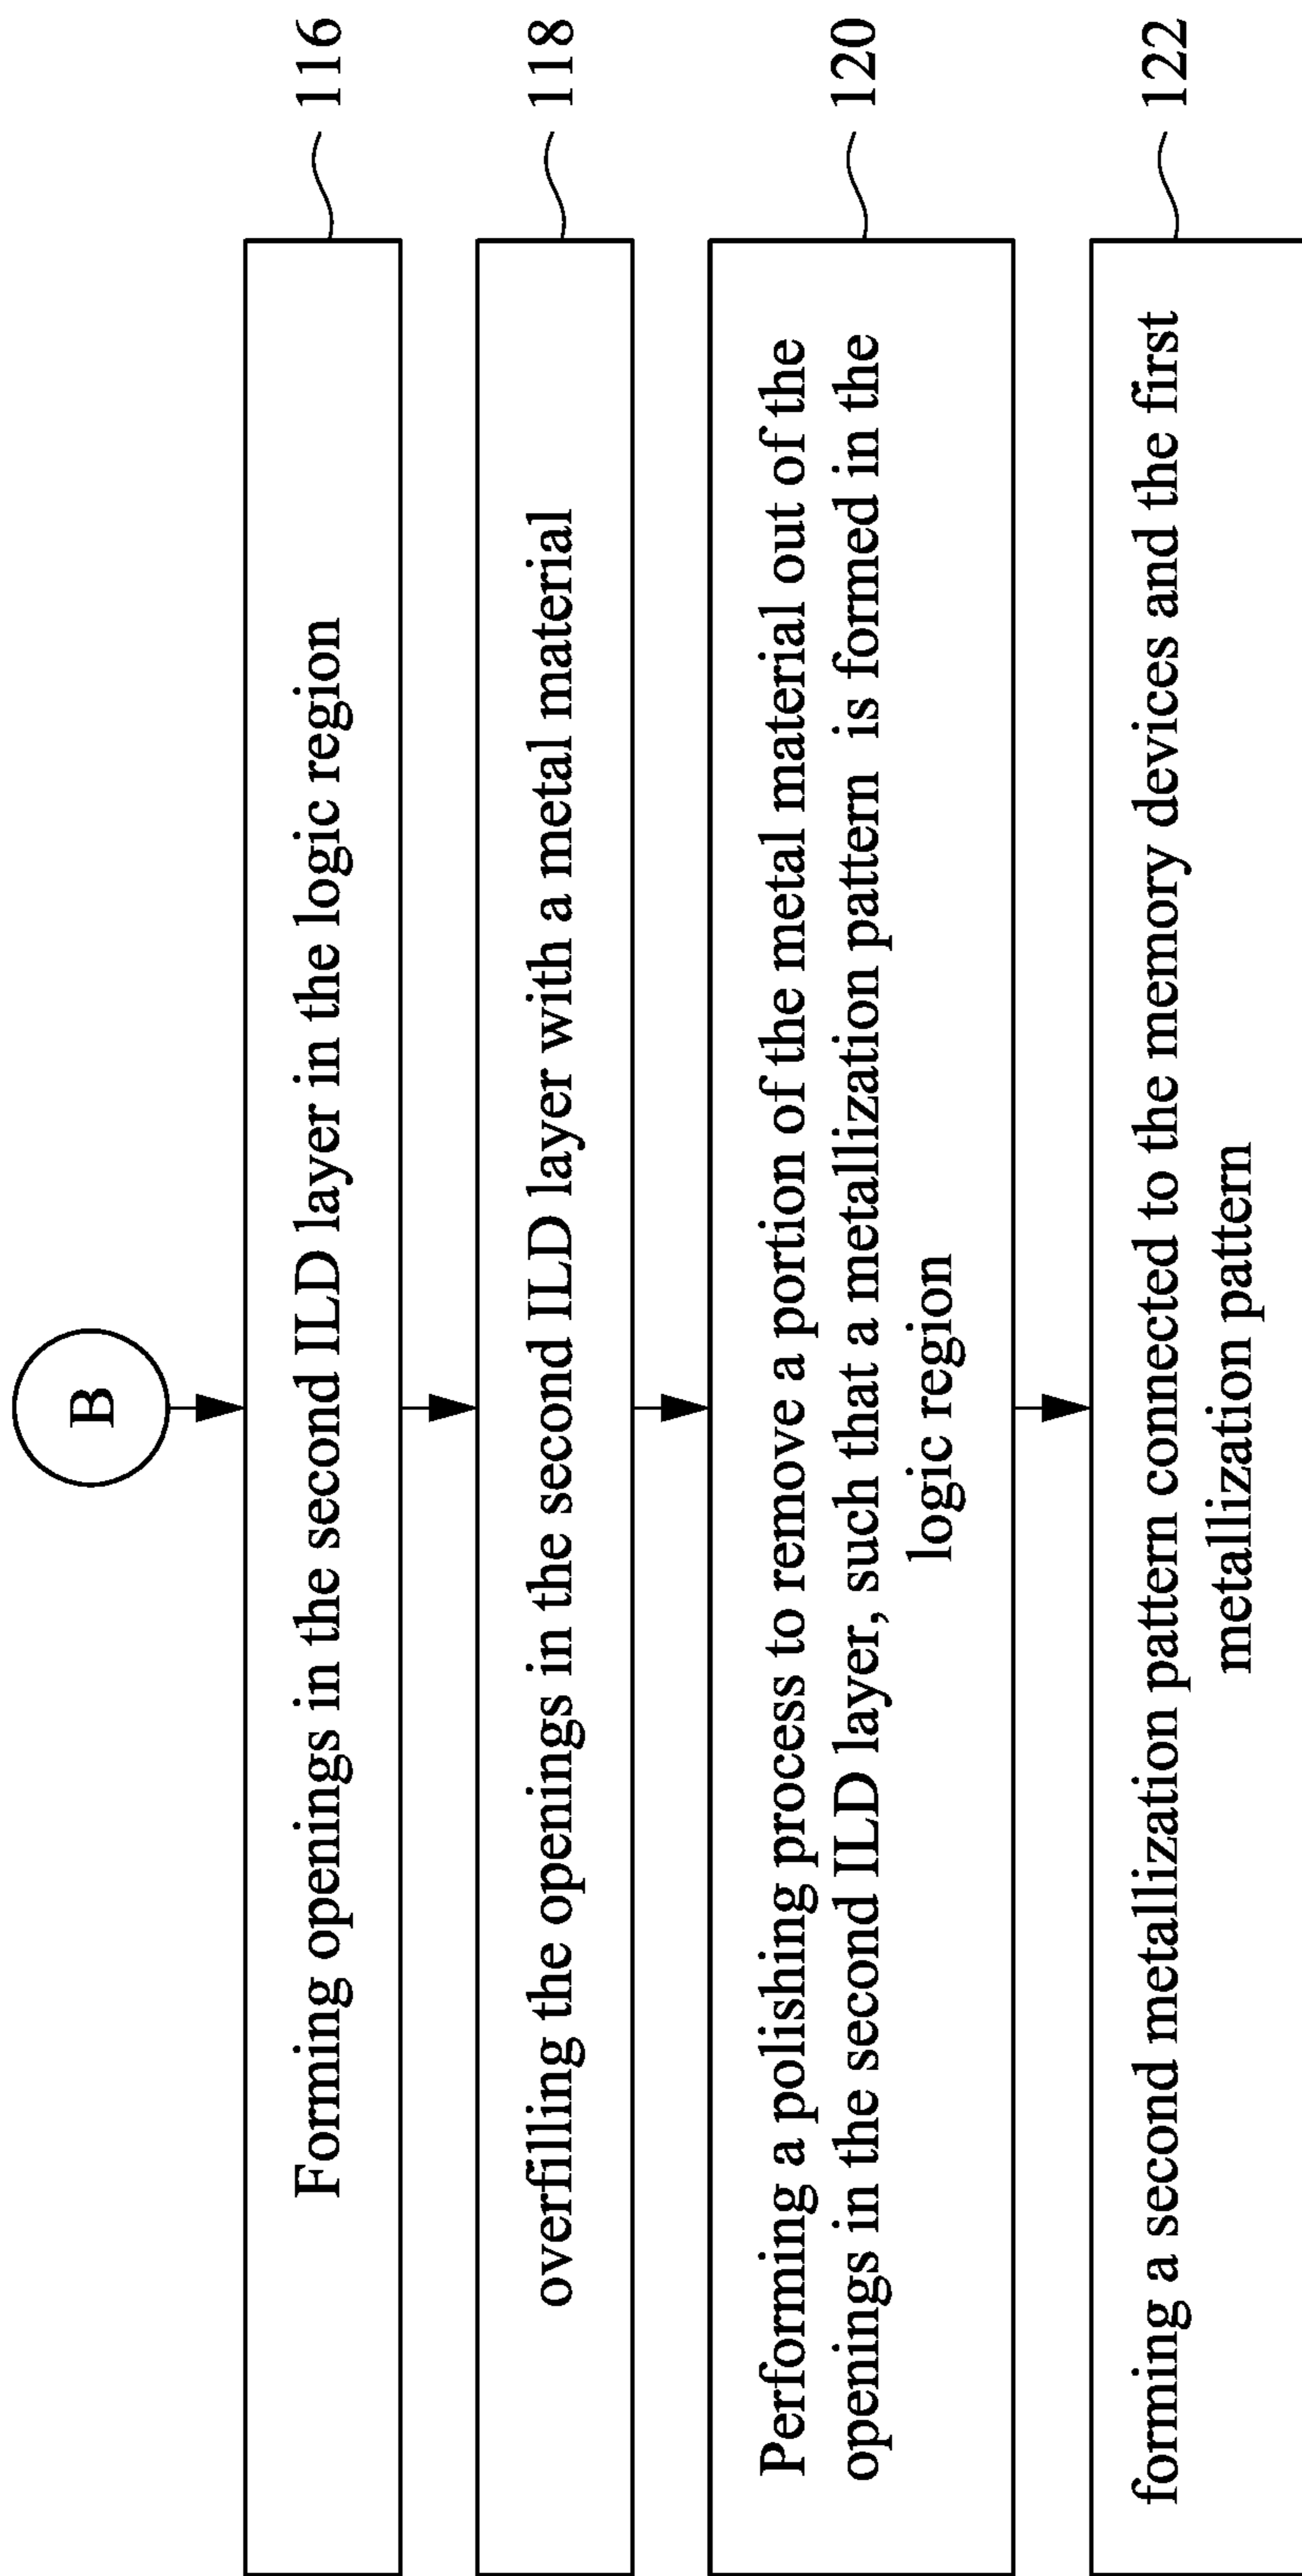 B
Forming openings in the second ILD layer in the logic region
116
overfilling the openings in the second ILD layer with a metal material
118
Performing a polishing process to remove a portion of the metal material out of the
openings in the second ILD layer, such that a metallization pattern is formed in the
logic region
120
forming a second metallization pattern connected to the memory devices and the first
metallization pattern
122